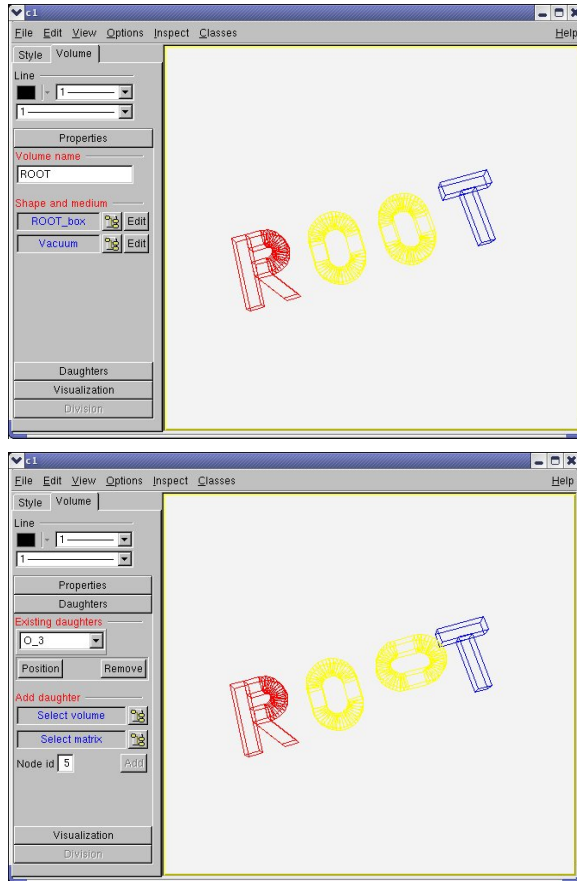 c1
File Edit View Options Inspect Classes Help
Style Volume
Line
1
1
Properties
Volume name
ROOT
Shape and medium
ROOT_box Edit
Vacuum Edit
Daughters
Visualization
Division
ROOT
c1
File Edit View Options Inspect Classes Help
Style Volume
Line
1
1
Properties
Daughters
Existing daughters
O_3
Position Remove
Add daughter
Select volume
Select matrix
Node id 5 Add
Visualization
Division
ROOT